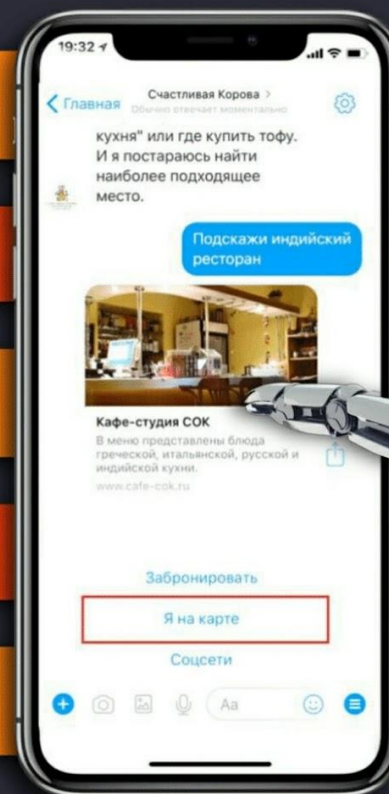 19:32
Главная
Счастливая Корова >
Обычно отвечает моментально
кухня" или где купить тофу.
И я постараюсь найти
наиболее подходящее
место.
Подскажи индийский
ресторан
Кафе-студия СОК
В меню представлены блюда
греческой, итальянской, русской и
индийской кухни.
www.cafe-cok.ru
Забронировать
Я на карте
Соцсети
Aa